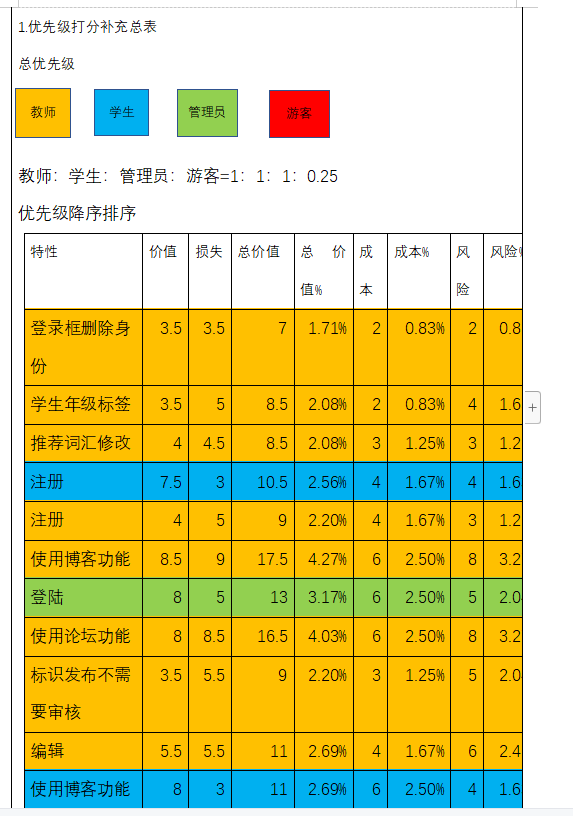 1.优先级打分补充总表
总优先级
教师 学生 管理员 游客
教师：学生：管理员：游客=1：1：1：0.25
优先级降序排序
特性 价值 损失 总价值 总 价 成 成本% 风 风险%
值% 本 险
登录框删除身 3.5 3.5 7 1.71% 2 0.83% 2 0.8
份
学生年级标签 3.5 5 8.5 2.08% 2 0.83% 4 1.6
推荐词汇修改 4 4.5 8.5 2.08% 3 1.25% 3 1.2
注册 7.5 3 10.5 2.56% 4 1.67% 4 1.6
注册 4 5 9 2.20% 4 1.67% 3 1.2
使用博客功能 8.5 9 17.5 4.27% 6 2.50% 8 3.2
登陆 8 5 13 3.17% 6 2.50% 5 2.0
使用论坛功能 8 8.5 16.5 4.03% 6 2.50% 8 3.2
标识发布不需 3.5 5.5 9 2.20% 3 1.25% 5 2.0
要审核
编辑 5.5 5.5 11 2.69% 4 1.67% 6 2.4
使用博客功能 8 3 11 2.69% 6 2.50% 4 1.6